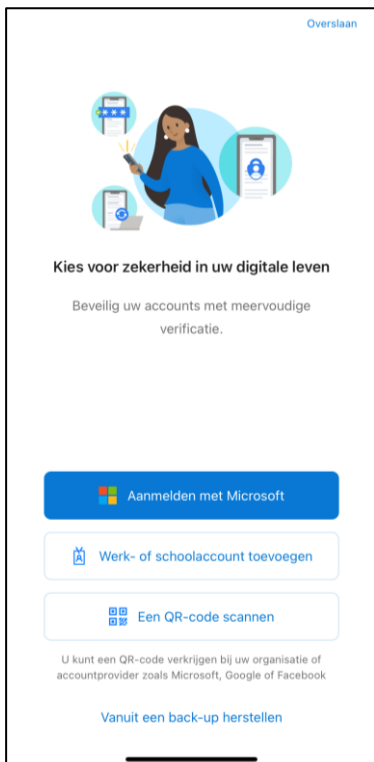 Overslaan
Kies voor zekerheid in uw digitale leven
Beveilig uw accounts met meervoudige
verificatie.
Aanmelden met Microsoft
Werk- of schoolaccount toevoegen
Een QR-code scannen
U kunt een QR-code verkrijgen bij uw organisatie of
accountprovider zoals Microsoft, Google of Facebook
Vanuit een back-up herstellen